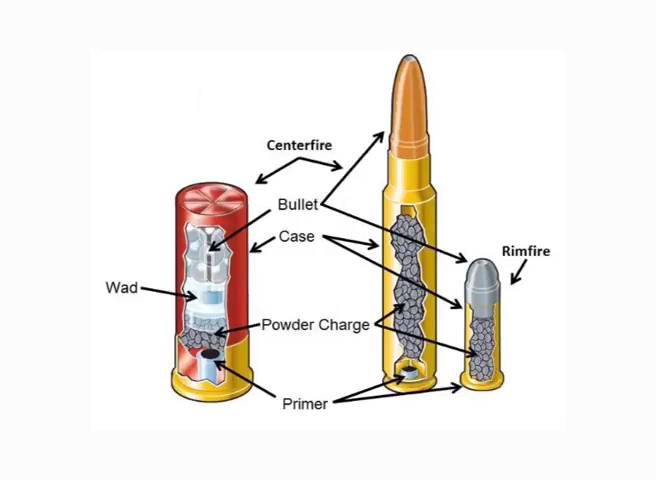 Centerfire
Bullet
Case
Rimfire
Wad
Powder Charge
Primer